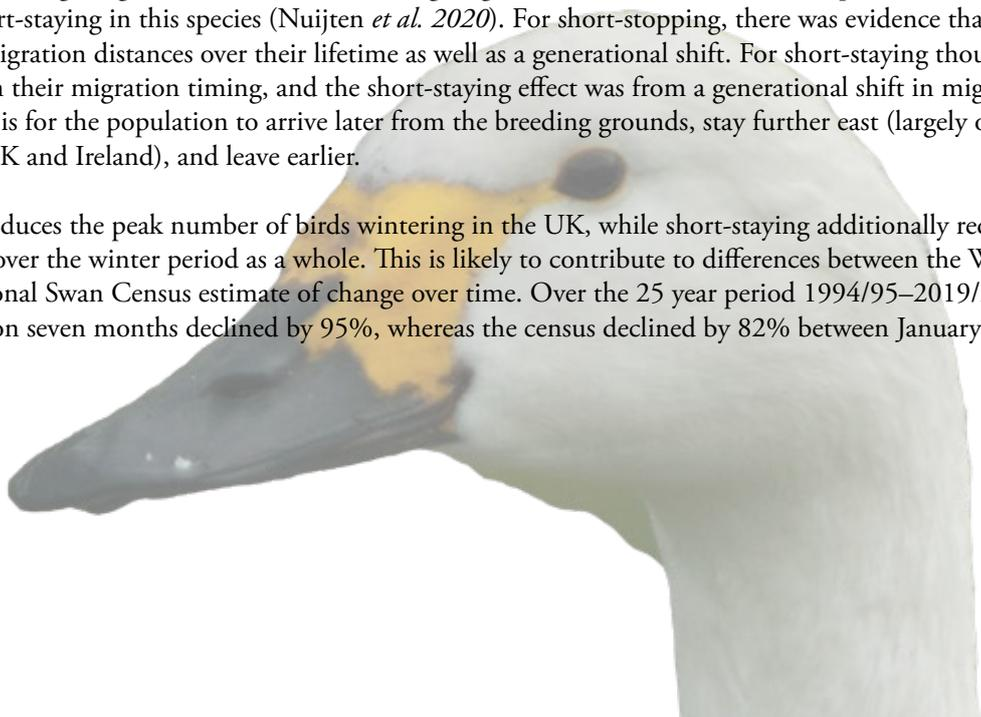 rt-staying in this species (Nuijten et al. 2020). For short-stopping, there was evidence tha
igration distances over their lifetime as well as a generational shift. For short-staying thou
their migration timing, and the short-staying effect was from a generational shift in mig
is for the population to arrive later from the breeding grounds, stay further east (largely o
K and Ireland), and leave earlier.
duces the peak number of birds wintering in the UK, while short-staying additionally re
over the winter period as a whole. This is likely to contribute to differences between the W
onal Swan Census estimate of change over time. Over the 25 year period 1994/95–2019/
on seven months declined by 95%, whereas the census declined by 82% between January